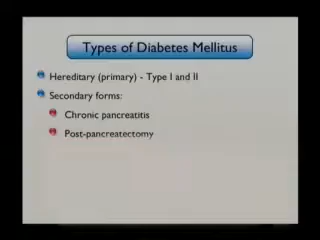 Types of Diabetes Mellitus
Hereditary (primary) - Type I and II
Secondary forms:
Chronic pancreatitis
Post-pancreatectomy